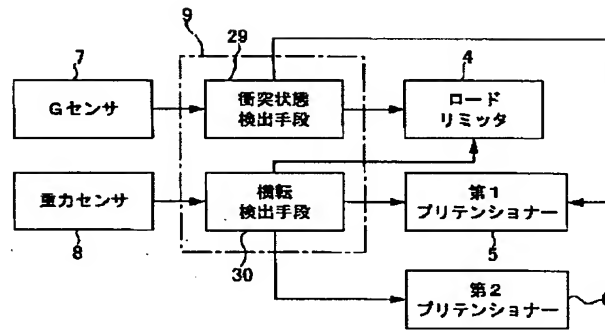 9
29
7
4
Gセンサ
衝突状態
検出手段
ロード
リミッタ
重力センサ
横転
検出手段
第1
プリテンショナー
8
30
5
第2
プリテンショナー
6